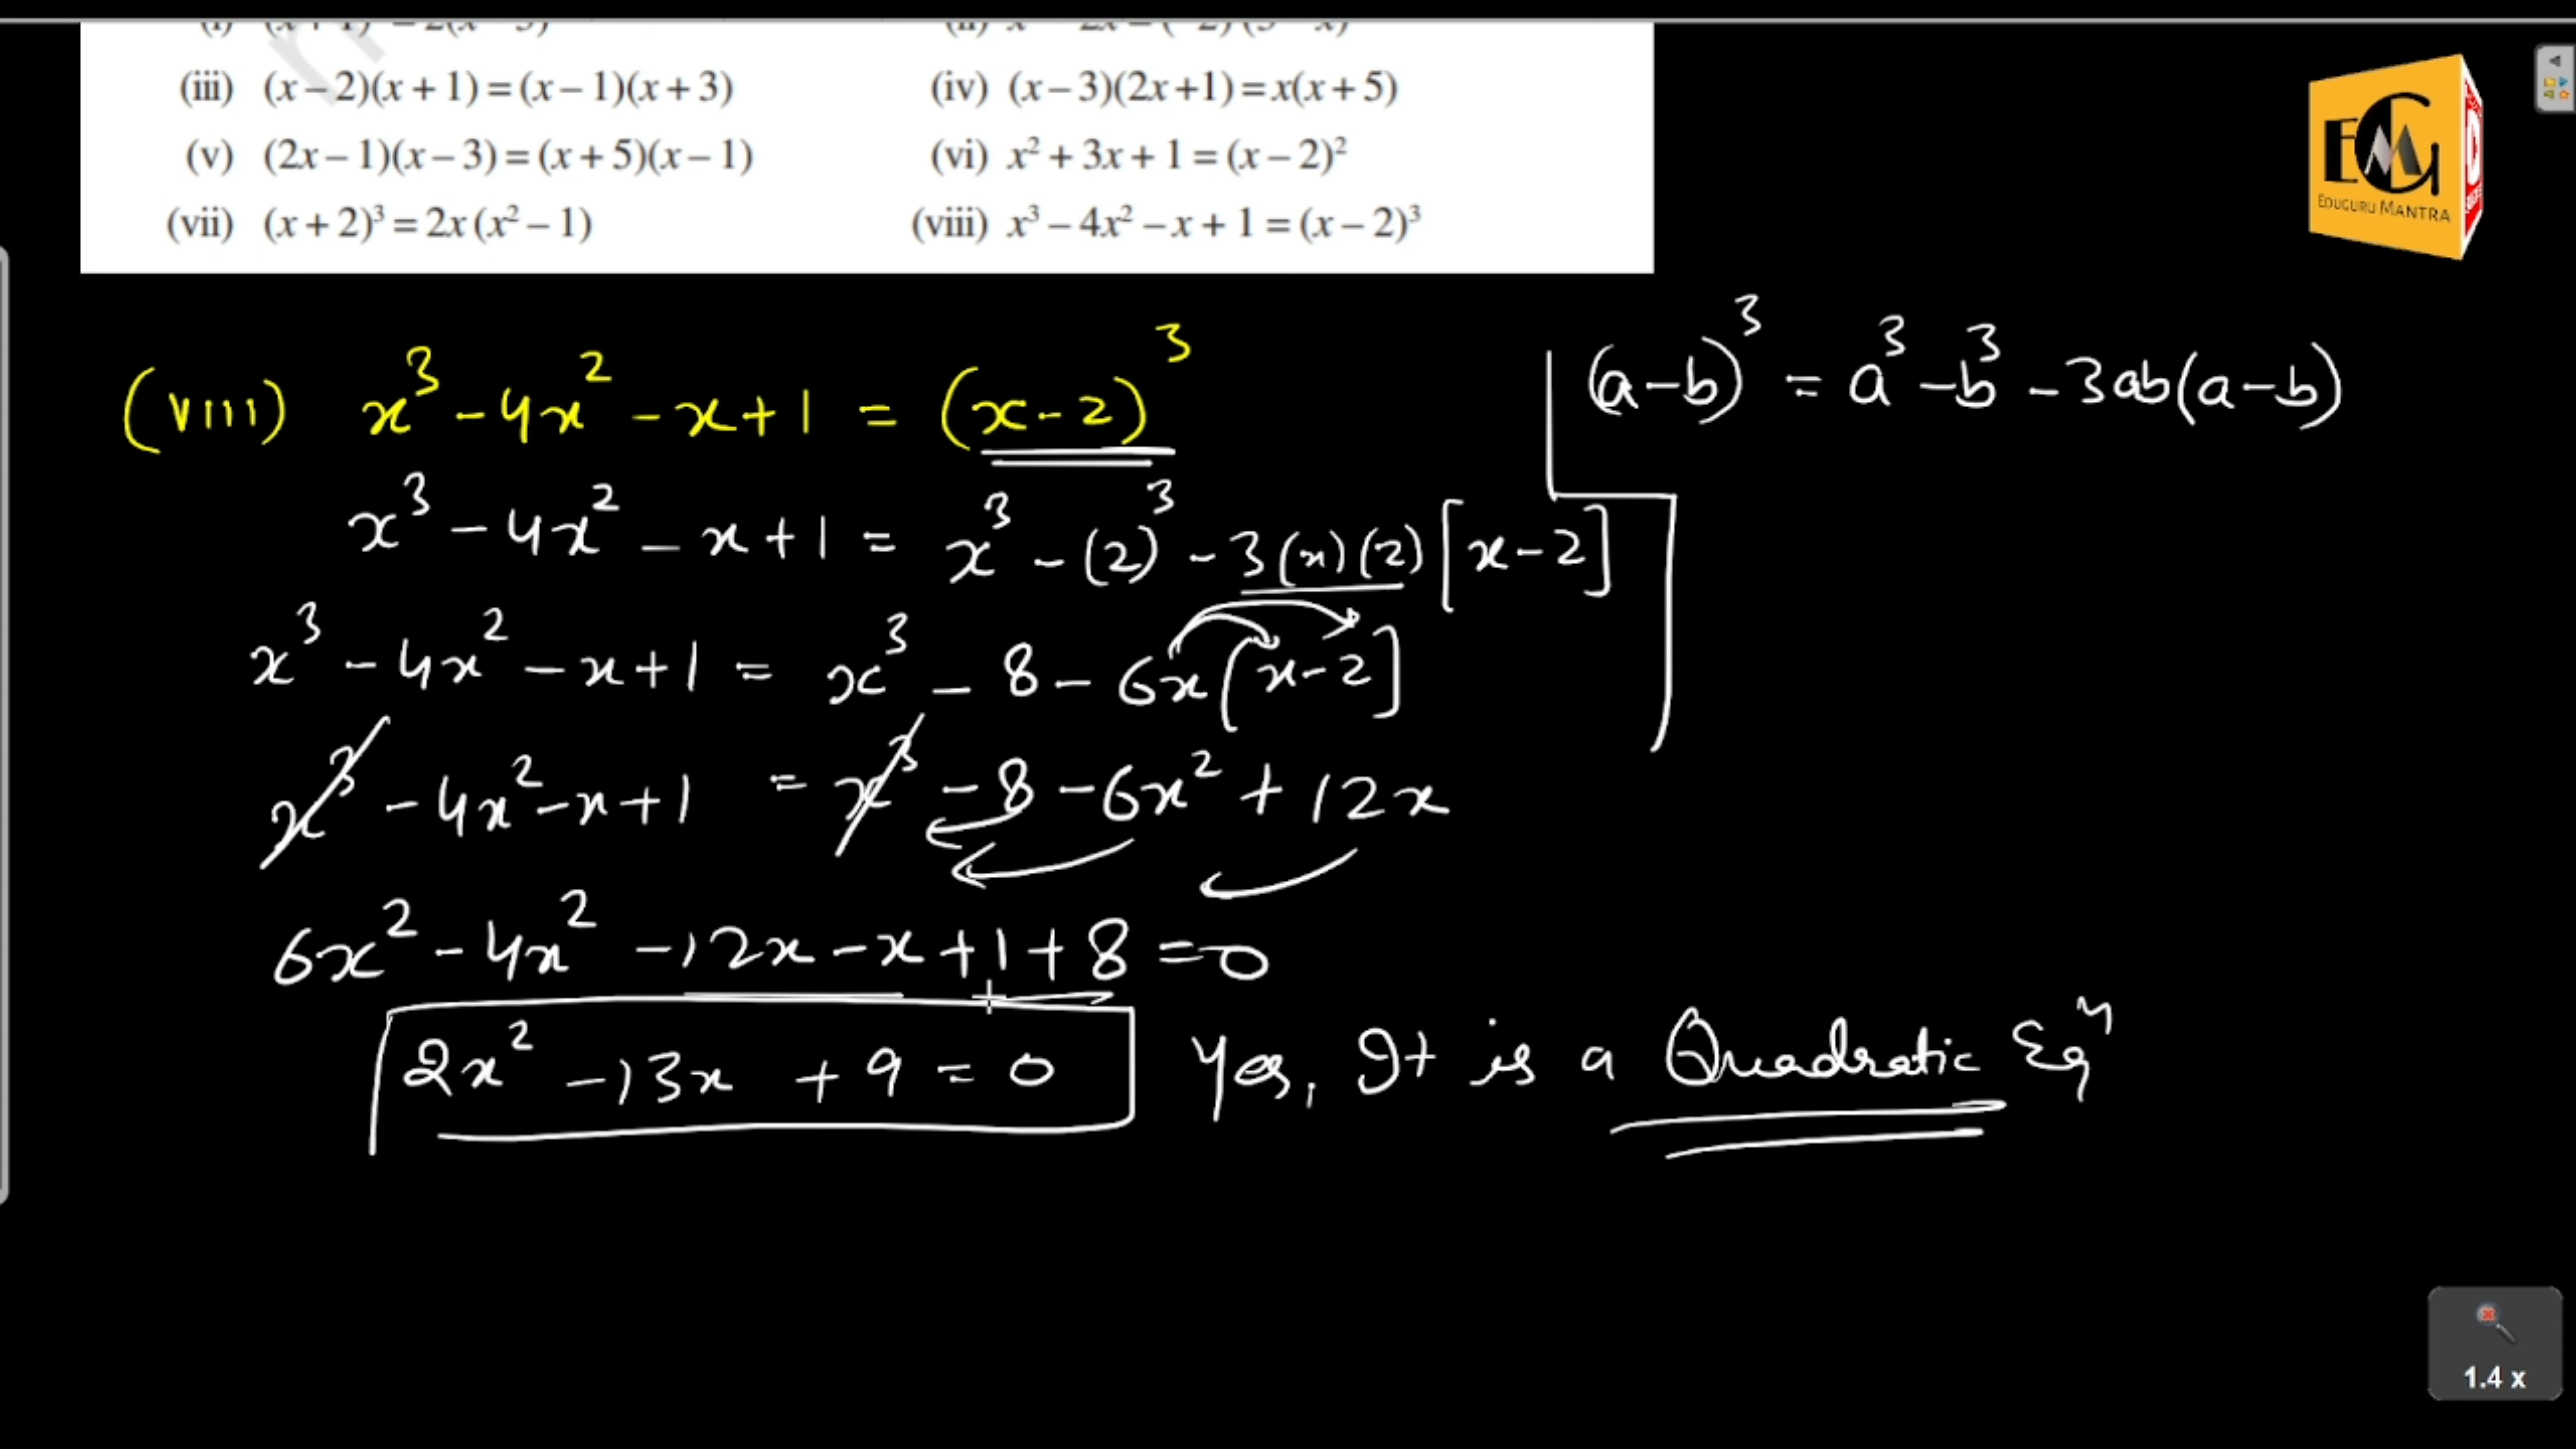 (iii) (x – 2)(x + 1) = (x – 1)(x + 3) (iv) (x – 3)(2x +1) = x(x + 5)
(v) (2x – 1)(x – 3) = (x + 5)(x – 1) (vi) x² + 3x + 1 = (x – 2)²
(vii) (x + 2)³ = 2x (x² – 1) (viii) x³ – 4x² – x + 1 = (x – 2)³
EGM
EDUGURU MANTRA
(viii) x³ - 4x² - x + 1 = (x - 2)³
(a - b)³ = a³ - b³ - 3ab(a - b)
x³ - 4x² - x + 1 = x³ - (2)³ - 3(x)(2)[x - 2]
x³ - 4x² - x + 1 = x³ - 8 - 6x[x - 2]
x³ - 4x² - x + 1 = x³ - 8 - 6x² + 12x
6x² - 4x² - 12x - x + 1 + 8 = 0
2x² - 13x + 9 = 0 Yes, It is a Quadratic Eqⁿ
1.4 x